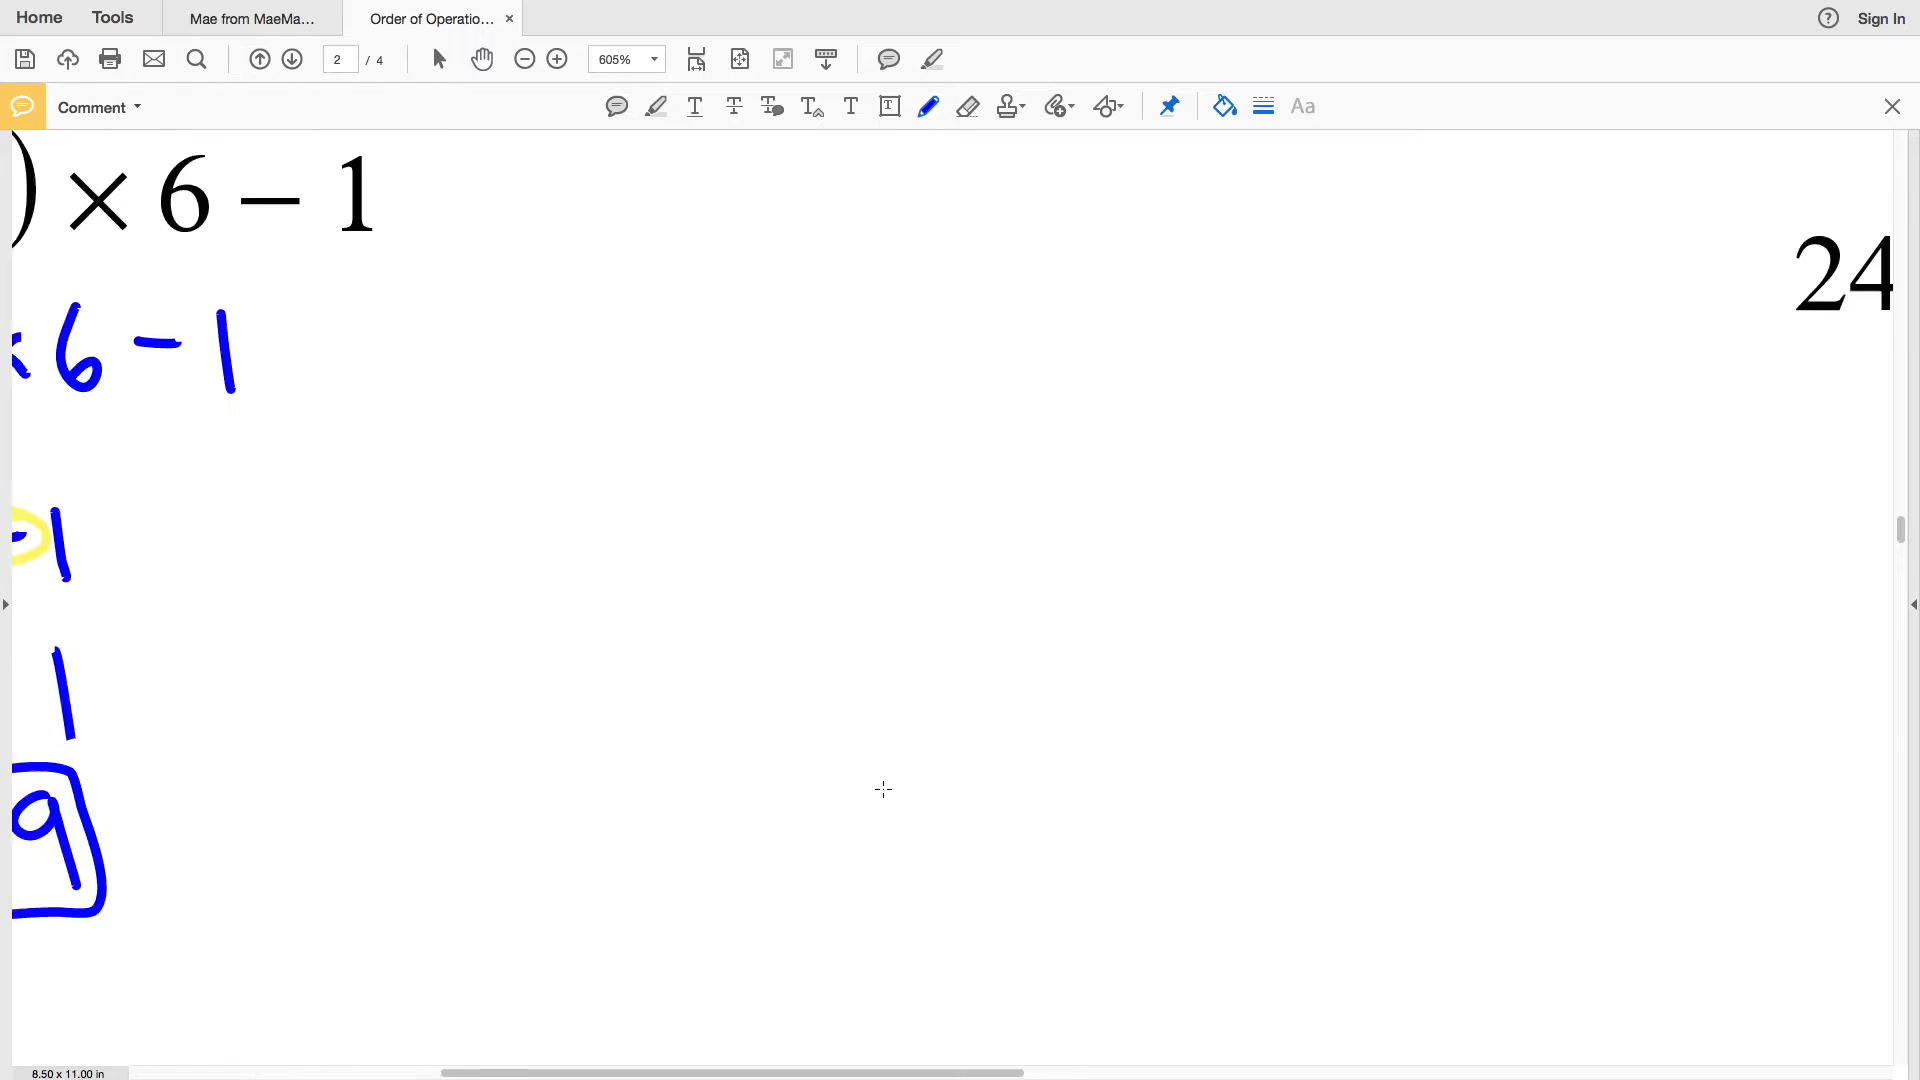 Home Tools Mae from MaeMa... Order of Operatio... × ? Sign In
2 / 4 605%
Comment T T T T T T Aa
) × 6 − 1
24
× 6 − 1
- 1
1
9
8.50 x 11.00 in